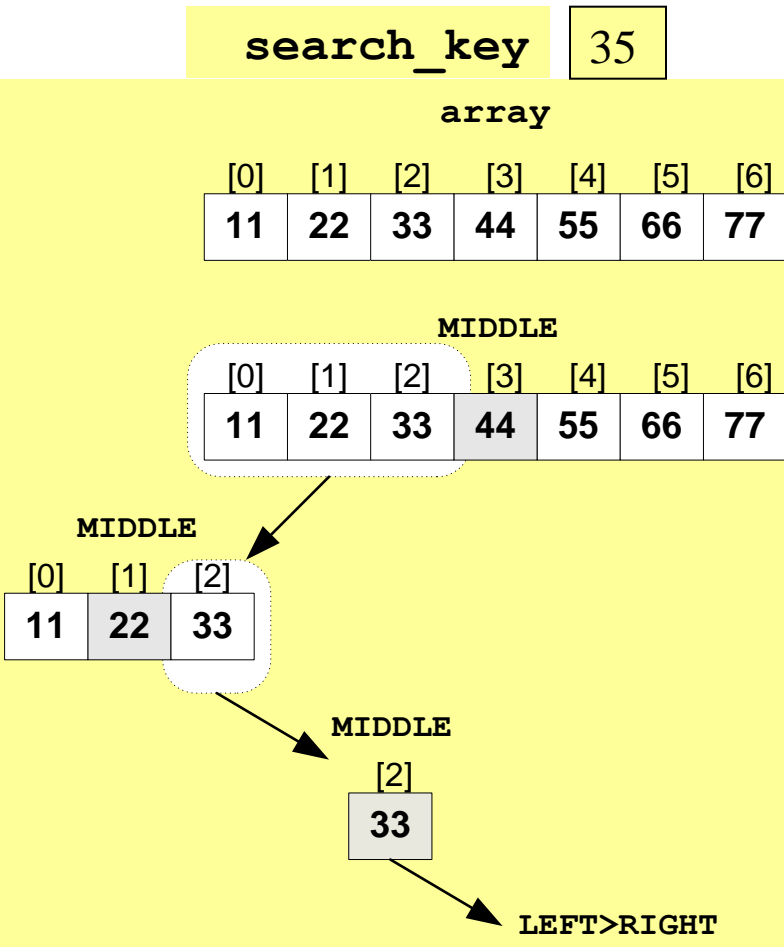 search_key 35
array
[0] [1] [2] [3] [4] [5] [6]
11 22 33 44 55 66 77
MIDDLE
[0] [1] [2] [3] [4] [5] [6]
11 22 33 44 55 66 77
MIDDLE
[0] [1] [2]
11 22 33
MIDDLE
[2]
33
LEFT>RIGHT